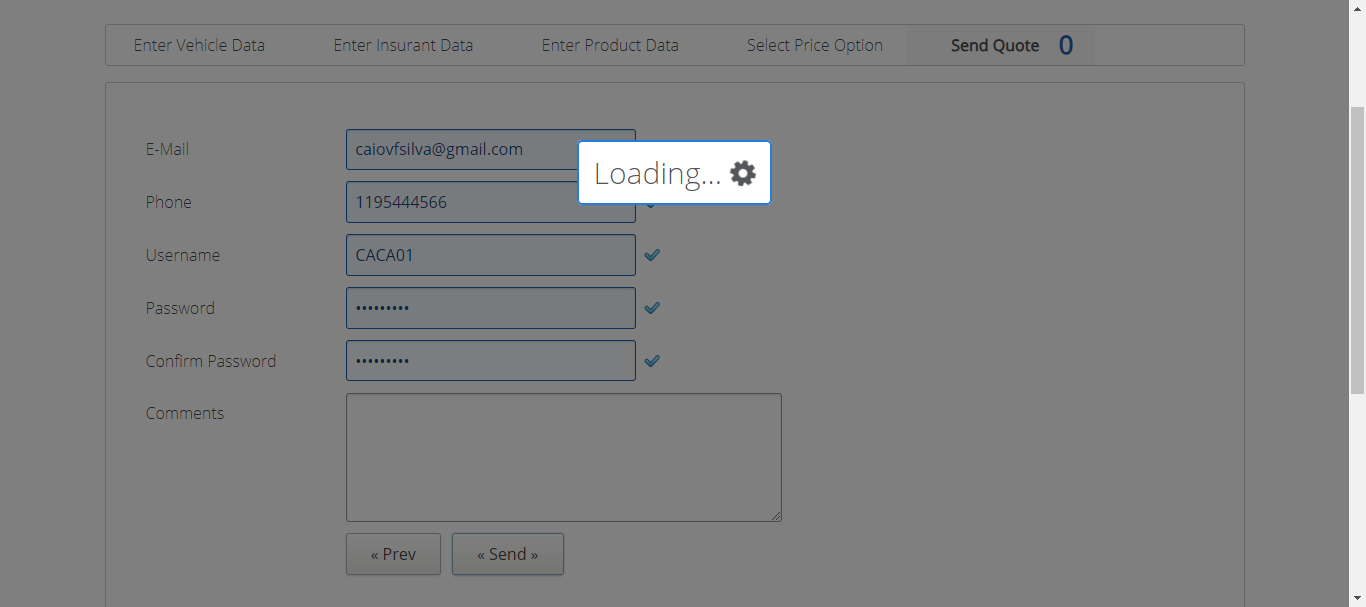 Enter Vehicle Data Enter Insurant Data Enter Product Data Select Price Option Send Quote 0
E-Mail caiovfsilva@gmail.com
Loading...
Phone 1195444566
Username CACA01
Password •••••••••
Confirm Password •••••••••
Comments
« Prev « Send »